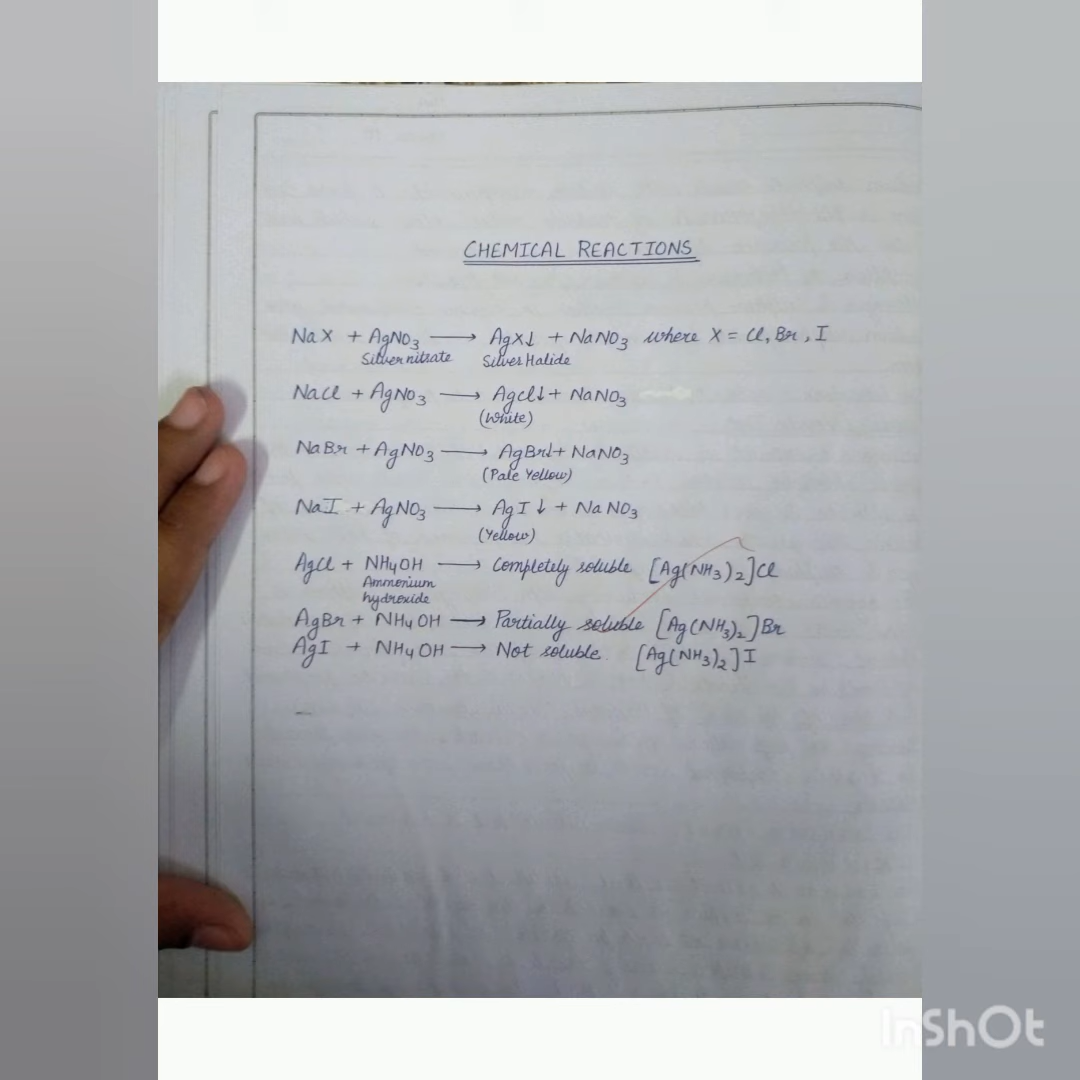 CHEMICAL REACTIONS
NaX + AgNO₃ ⟶ AgX↓ + NaNO₃ where X = Cl, Br, I
Silver nitrate Silver Halide
NaCl + AgNO₃ ⟶ Agcl↓ + NaNO₃
(White)
NaBr + AgNO₃ ⟶ AgBr↓ + NaNO₃
(Pale Yellow)
NaI + AgNO₃ ⟶ AgI ↓ + NaNO₃
(Yellow)
AgCl + NH₄OH ⟶ Completely soluble [Ag(NH₃)₂]Cl
Ammonium
hydroxide
AgBr + NH₄OH ⟶ Partially soluble [Ag(NH₃)₂]Br
AgI + NH₄OH ⟶ Not soluble. [Ag(NH₃)₂]I
InShOt